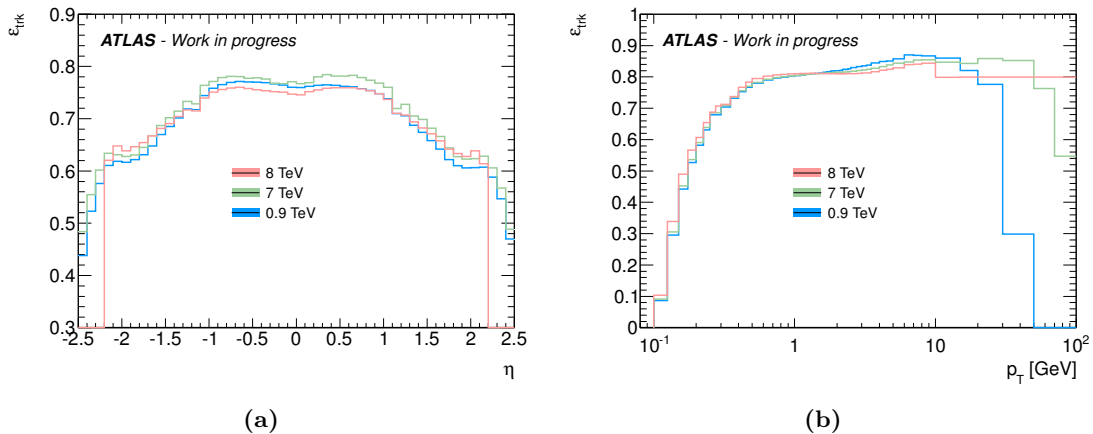 ε_trk
0.9
0.8
0.7
0.6
0.5
0.4
0.3
ATLAS - Work in progress
8 TeV
7 TeV
0.9 TeV
-2.5 -2 -1.5 -1 -0.5 0 0.5 1 1.5 2 2.5
η
(a)
ε_trk
1
0.9
0.8
0.7
0.6
0.5
0.4
0.3
0.2
0.1
0
ATLAS - Work in progress
8 TeV
7 TeV
0.9 TeV
10⁻¹ 1 10 10²
p_T [GeV]
(b)